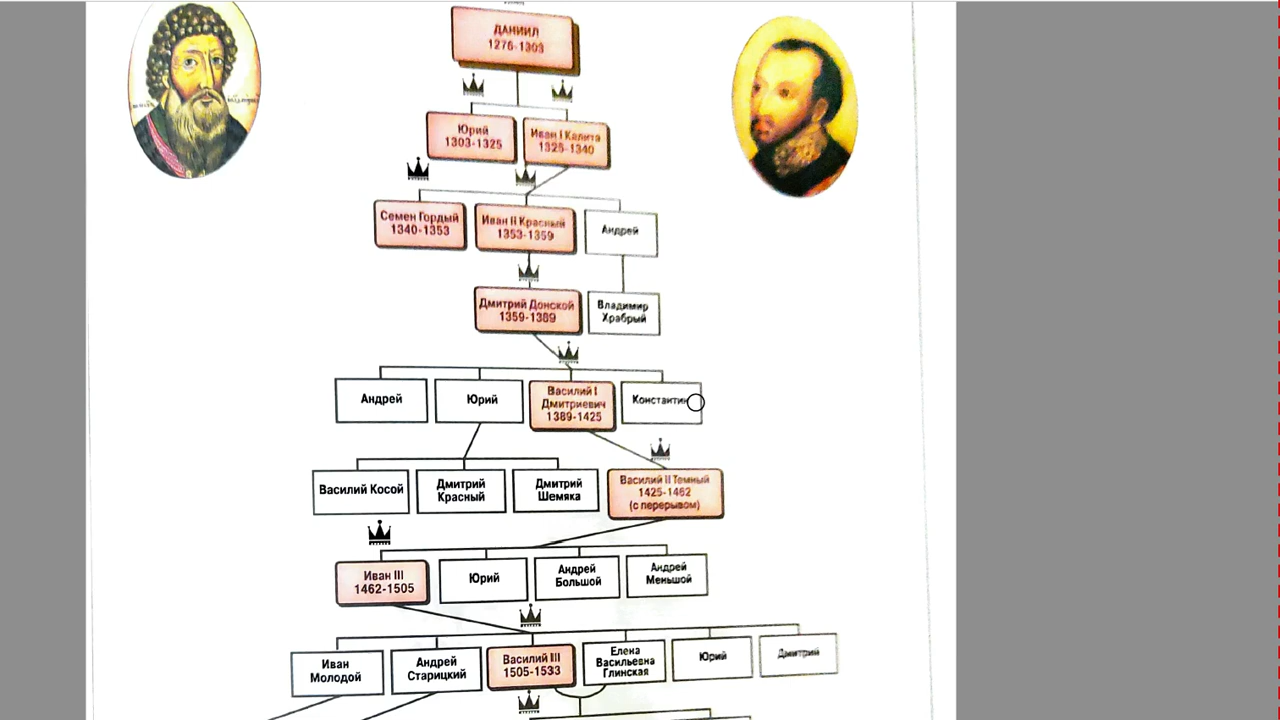 ДАНИИЛ
1276-1303
Юрий
1303-1325
Иван I Калита
1325-1340
Семен Гордый
1340-1353
Иван II Красный
1353-1359
Андрей
Дмитрий Донской
1359-1389
Владимир
Храбрый
Андрей
Юрий
Василий I
Дмитриевич
1389-1425
Константин
Василий Косой
Дмитрий
Красный
Дмитрий
Шемяка
Василий II Темный
1425-1462
(с перерывом)
Иван III
1462-1505
Юрий
Андрей
Большой
Андрей
Меньшой
Иван
Молодой
Андрей
Старицкий
Василий III
1505-1533
Елена
Васильевна
Глинская
Юрий
Дмитрий